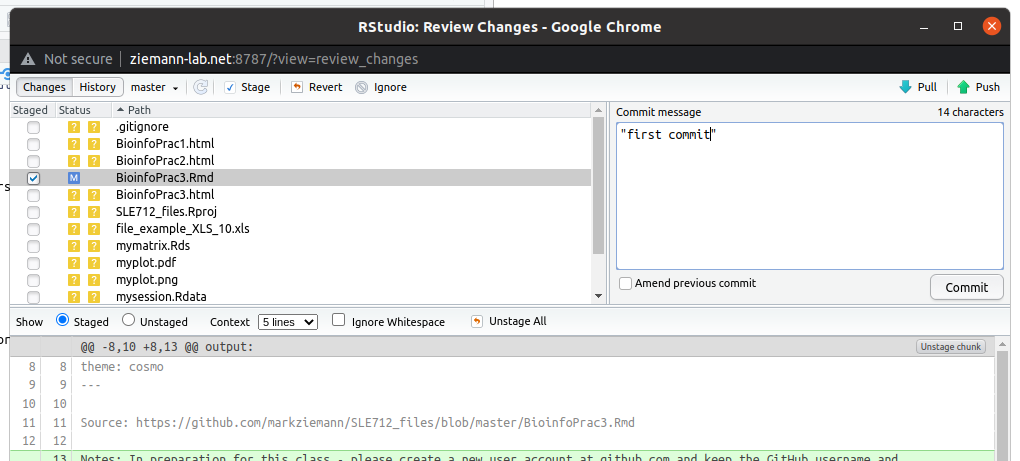 RStudio: Review Changes - Google Chrome
Not secure | ziemann-lab.net:8787/?view=review_changes
Changes History master Stage Revert Ignore Pull Push
Staged Status Path
? ? .gitignore
? ? BioinfoPrac1.html
? ? BioinfoPrac2.html
M BioinfoPrac3.Rmd
? ? BioinfoPrac3.html
? ? SLE712_files.Rproj
? ? file_example_XLS_10.xls
? ? mymatrix.Rds
? ? myplot.pdf
? ? myplot.png
? ? mysession.Rdata
Commit message 14 characters
"first commit"
Amend previous commit Commit
Show Staged Unstaged Context 5 lines Ignore Whitespace Unstage All
@@ -8,10 +8,13 @@ output: Unstage chunk
8 8 theme: cosmo
9 9 ---
10 10
11 11 Source: https://github.com/markziemann/SLE712_files/blob/master/BioinfoPrac3.Rmd
12 12
13 Notes: In preparation for this class - please create a new user account at github.com and keep the GitHub username and